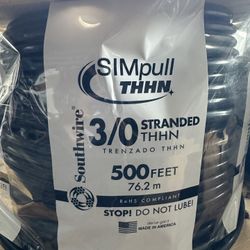 SIMpull
THHN
Southwire
3/0 STRANDED
THHN
TRENZADO THHN
500 FEET
76.2 m
RoHS COMPLIANT
STOP! DO NOT LUBE!
MADE IN AMERICA